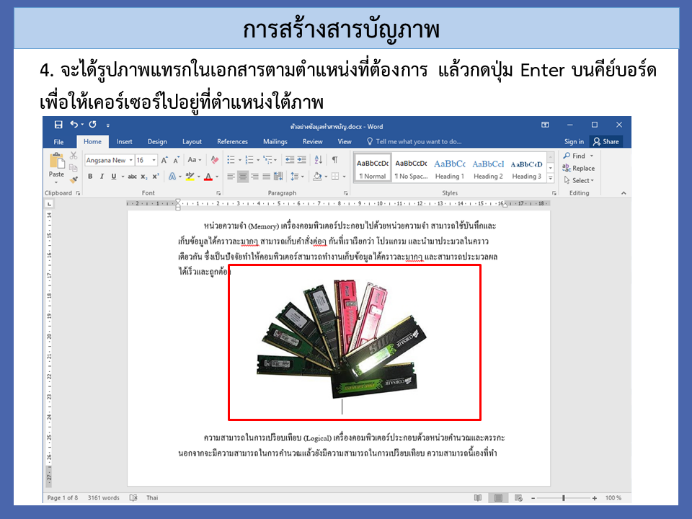 การสร้างสารบัญภาพ
4. จะได้รูปภาพแทรกในเอกสารตามตำแหน่งที่ต้องการ แล้วกดปุ่ม Enter บนคีย์บอร์ด
เพื่อให้เคอร์เซอร์ไปอยู่ที่ตำแหน่งใต้ภาพ
ตัวอย่างข้อมูลทำสารบัญ.docx - Word
File Home Insert Design Layout References Mailings Review View Tell me what you want to do... Sign in Share
Paste
Angsana New 16 Aa
B I U abc X₂ X² A
AaBbCcDc AaBbCcDc AaBbCc AaBbCcI AaBbCcD
¶ Normal ¶ No Spac... Heading 1 Heading 2 Heading 3
Find
Replace
Select
Clipboard Font Paragraph Styles Editing
หน่วยความจำ (Memory) เครื่องคอมพิวเตอร์ประกอบไปด้วยหน่วยความจำ สามารถใช้บันทึกและ
เก็บข้อมูลได้คราวละมากๆ สามารถเก็บคำสั่งต่อๆ กันที่เราเรียกว่า โปรแกรม และนำมาประมวลในคราว
เดียวกัน ซึ่งเป็นปัจจัยทำให้คอมพิวเตอร์สามารถทำงานเก็บข้อมูลได้คราวละมากๆ และสามารถประมวลผล
ได้เร็วและถูกต้อง
CORSAIR
ความสามารถในการเปรียบเทียบ (Logical) เครื่องคอมพิวเตอร์ประกอบด้วยหน่วยคำนวณและตรรกะ
นอกจากจะมีความสามารถในการคำนวณแล้วยังมีความสามารถในการเปรียบเทียบ ความสามารถนี้เองที่ทำ
Page 1 of 8 3161 words Thai 100 %